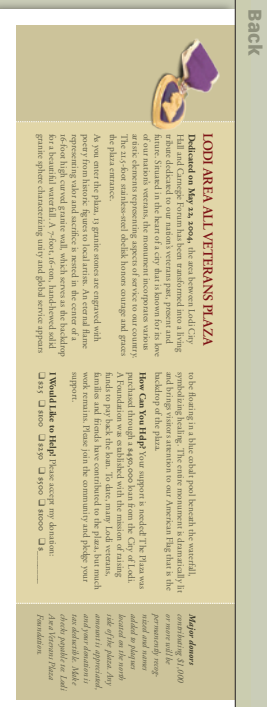 Back
LODI AREA ALL VETERANS PLAZA
Dedicated on May 22, 2004, the area between Lodi City
Hall and Carnegie Forum has been transformed into a living
tribute dedicated to our nation's veterans past, present and
future. Situated in the heart of a city that is known for its love
of our nation's veterans, the monument incorporates various
artistic elements representing aspects of service to our country.
The 21.5-foot stainless-steel obelisk honors courage and graces
the plaza entrance.
As you enter the plaza, 13 granite stones are engraved with
poetry from historic figures to local artists. An eternal flame
representing valor and sacrifice is nested in the center of a
16-foot high curved granite wall, which serves as the backdrop
for a beautiful waterfall. A 7-foot, 16-ton, hand-hewed solid
granite sphere characterizing unity and global service appears
to be floating in a blue cobalt pool beneath the waterfall,
symbolizing healing. The entire monument is dramatically lit
and brings visitors attention to our American Flag that is the
backdrop of the plaza.
How Can You Help? Your support is needed! The Plaza was
purchased through a $450,000 loan from the City of Lodi.
A Foundation was established with the mission of raising
funds to pay back the loan. To date, many Lodi veterans,
families and friends have contributed to the plaza, but much
work remains. Please join the community and pledge your
support.
I Would Like to Help! Please accept my donation:
❑ $25 ❑ $100 ❑ $250 ❑ $500 ❑ $1000 ❑ $
Major donors
contributing $1,000
or more will be
permanently recog-
nized and names
added to plaques
located on the north
side of the plaza. Any
amount is appreciated,
and your donation is
tax deductible. Make
checks payable to: Lodi
Area Veterans Plaza
Foundation.